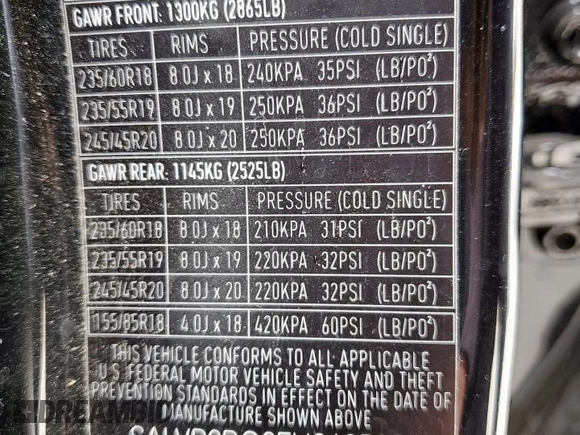 GAWR FRONT: 1300KG (2865LB)
TIRES RIMS PRESSURE (COLD SINGLE)
235/60R18 8.0J x 18 240KPA 35PSI (LB/PO²)
235/55R19 8.0J x 19 250KPA 36PSI (LB/PO²)
245/45R20 8.0J x 20 250KPA 36PSI (LB/PO²)
GAWR REAR: 1145KG (2525LB)
TIRES RIMS PRESSURE (COLD SINGLE)
235/60R18 8.0J x 18 210KPA 31PSI (LB/PO²)
235/55R19 8.0J x 19 220KPA 32PSI (LB/PO²)
245/45R20 8.0J x 20 220KPA 32PSI (LB/PO²)
155/85R18 4.0J x 18 420KPA 60PSI (LB/PO²)
THIS VEHICLE CONFORMS TO ALL APPLICABLE
U.S. FEDERAL MOTOR VEHICLE SAFETY AND THEFT
PREVENTION STANDARDS IN EFFECT ON THE DATE
OF MANUFACTURE SHOWN ABOVE